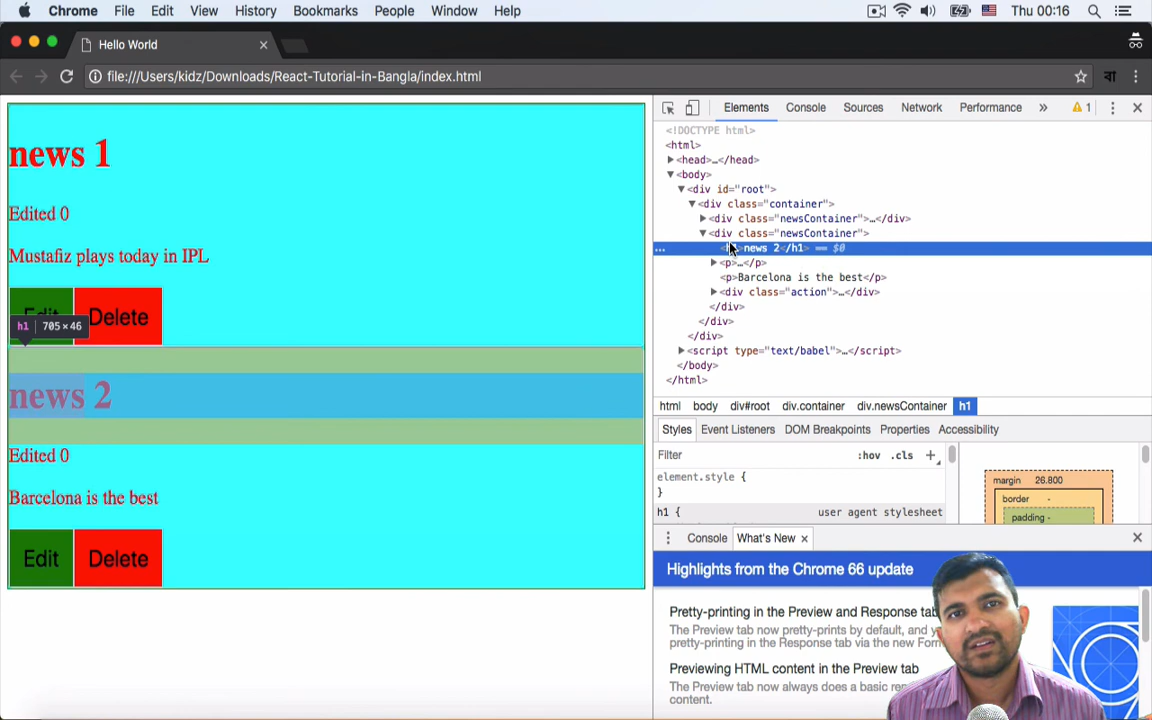 Chrome File Edit View History Bookmarks People Window Help Thu 00:16
Hello World
file:///Users/kidz/Downloads/React-Tutorial-in-Bangla/index.html বা
news 1
Edited 0
Mustafiz plays today in IPL
Edit Delete
h1 705×46
news 2
Edited 0
Barcelona is the best
Edit Delete
Elements Console Sources Network Performance » 1
<!DOCTYPE html>
<html>
<head>…</head>
<body>
<div id="root">
<div class="container">
<div class="newsContainer">…</div>
<div class="newsContainer">
news 2</h1> == $0
<p>…</p>
<p>Barcelona is the best</p>
<div class="action">…</div>
</div>
</div>
</div>
<script type="text/babel">…</script>
</body>
</html>
html body div#root div.container div.newsContainer h1
Styles Event Listeners DOM Breakpoints Properties Accessibility
Filter :hov .cls +
element.style {
}
h1 { user agent stylesheet
margin 26.800
border -
padding -
Console What's New ×
Highlights from the Chrome 66 update
Pretty-printing in the Preview and Response tab
The Preview tab now pretty-prints by default, and
pretty-printing in the Response tab via the new
Previewing HTML content in the Preview tab
The Preview tab now always does a basic
content.